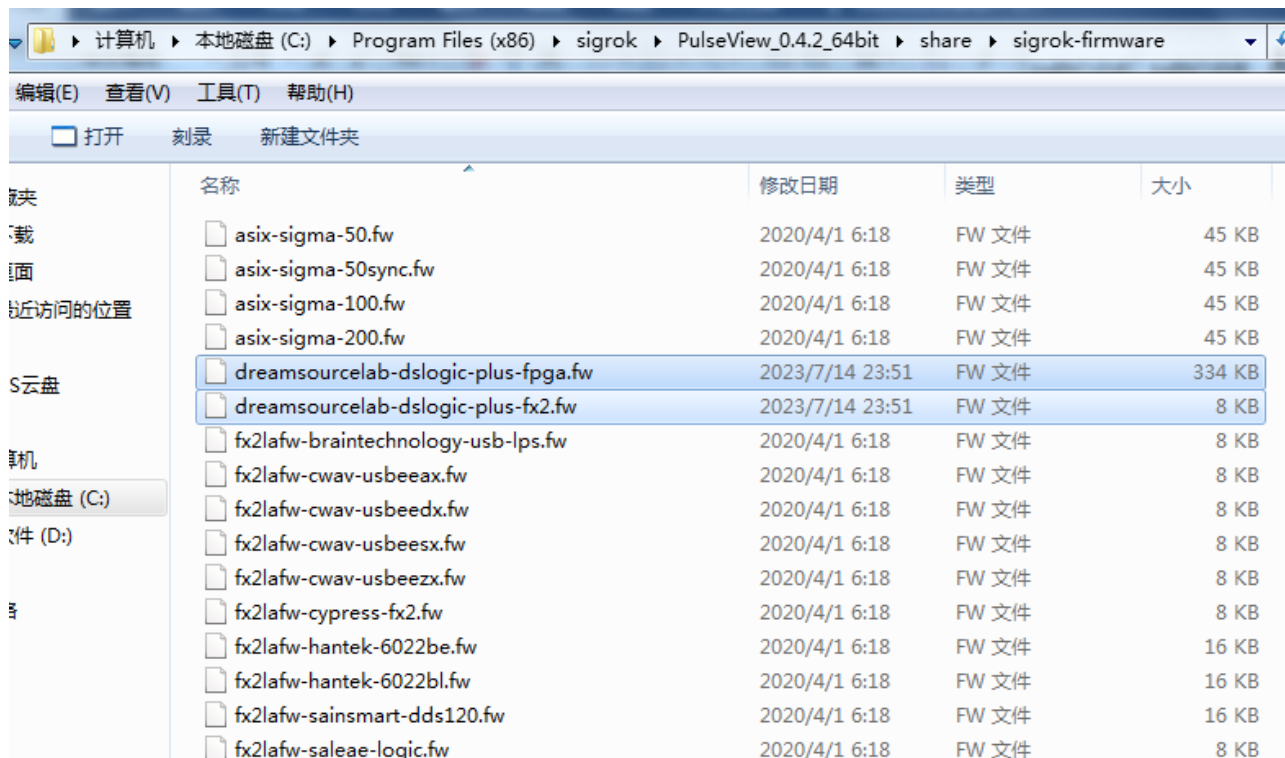 计算机 ▸ 本地磁盘 (C:) ▸ Program Files (x86) ▸ sigrok ▸ PulseView_0.4.2_64bit ▸ share ▸ sigrok-firmware
编辑(E) 查看(V) 工具(T) 帮助(H)
打开 刻录 新建文件夹
名称 修改日期 类型 大小
asix-sigma-50.fw 2020/4/1 6:18 FW 文件 45 KB
asix-sigma-50sync.fw 2020/4/1 6:18 FW 文件 45 KB
asix-sigma-100.fw 2020/4/1 6:18 FW 文件 45 KB
asix-sigma-200.fw 2020/4/1 6:18 FW 文件 45 KB
dreamsourcelab-dslogic-plus-fpga.fw 2023/7/14 23:51 FW 文件 334 KB
dreamsourcelab-dslogic-plus-fx2.fw 2023/7/14 23:51 FW 文件 8 KB
fx2lafw-braintechnology-usb-lps.fw 2020/4/1 6:18 FW 文件 8 KB
fx2lafw-cwav-usbeeax.fw 2020/4/1 6:18 FW 文件 8 KB
fx2lafw-cwav-usbeedx.fw 2020/4/1 6:18 FW 文件 8 KB
fx2lafw-cwav-usbeesx.fw 2020/4/1 6:18 FW 文件 8 KB
fx2lafw-cwav-usbeezx.fw 2020/4/1 6:18 FW 文件 8 KB
fx2lafw-cypress-fx2.fw 2020/4/1 6:18 FW 文件 8 KB
fx2lafw-hantek-6022be.fw 2020/4/1 6:18 FW 文件 16 KB
fx2lafw-hantek-6022bl.fw 2020/4/1 6:18 FW 文件 16 KB
fx2lafw-sainsmart-dds120.fw 2020/4/1 6:18 FW 文件 16 KB
fx2lafw-saleae-logic.fw 2020/4/1 6:18 FW 文件 8 KB
夹
载
面
近访问的位置
S云盘
机
地磁盘 (C:)
件 (D:)